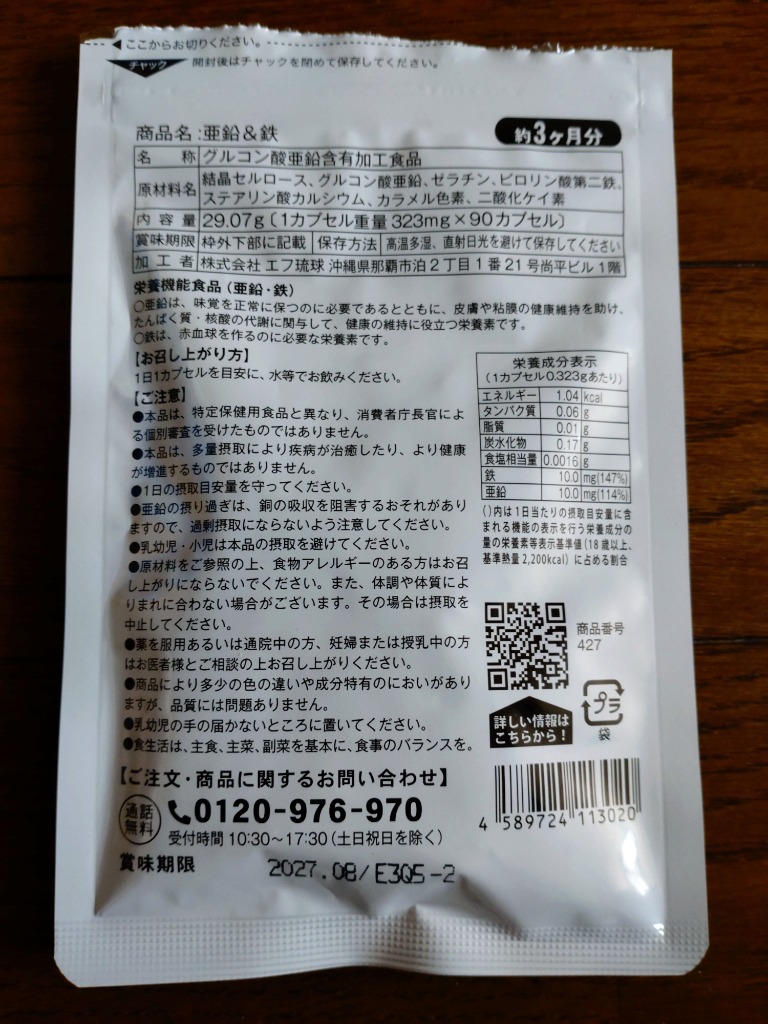 ◀ここからお切りください。
チャック 開封後はチャックを閉めて保存してください。
商品名:亜鉛&鉄
約3ヶ月分
名 称 グルコン酸亜鉛含有加工食品
原材料名 結晶セルロース、グルコン酸亜鉛、ゼラチン、ピロリン酸第二鉄、
ステアリン酸カルシウム、カラメル色素、二酸化ケイ素
内容量 29.07g〔1カプセル重量 323mg×90カプセル〕
賞味期限 枠外下部に記載 保存方法 高温多湿、直射日光を避けて保存してください
加工者 株式会社 エフ琉球 沖縄県那覇市泊2丁目1番21号尚平ビル1階
栄養機能食品(亜鉛・鉄)
○亜鉛は、味覚を正常に保つのに必要であるとともに、皮膚や粘膜の健康維持を助け、
たんぱく質・核酸の代謝に関与して、健康の維持に役立つ栄養素です。
○鉄は、赤血球を作るのに必要な栄養素です。
【お召し上がり方】
1日1カプセルを目安に、水等でお飲みください。
【ご注意】
●本品は、特定保健用食品と異なり、消費者庁長官によ
る個別審査を受けたものではありません。
●本品は、多量摂取により疾病が治癒したり、より健康
が増進するものではありません。
●1日の摂取目安量を守ってください。
●亜鉛の摂り過ぎは、銅の吸収を阻害するおそれがあり
ますので、過剰摂取にならないよう注意してください。
●乳幼児・小児は本品の摂取を避けてください。
●原材料をご参照の上、食物アレルギーのある方はお召
し上がりにならないでください。また、体調や体質によ
りまれに合わない場合がございます。その場合は摂取を
中止してください。
●薬を服用あるいは通院中の方、妊婦または授乳中の方
はお医者様とご相談の上お召し上がりください。
●商品により多少の色の違いや成分特有のにおいがあり
ますが、品質には問題ありません。
●乳幼児の手の届かないところに置いてください。
●食生活は、主食、主菜、副菜を基本に、食事のバランスを。
栄養成分表示
(1カプセル0.323gあたり)
エネルギー 1.04 kcal
タンパク質 0.06 g
脂質 0.01 g
炭水化物 0.17 g
食塩相当量 0.0016 g
鉄 10.0 mg(147%)
亜鉛 10.0 mg(114%)
()内は1日当たりの摂取目安量に含
まれる機能の表示を行う栄養成分の
量の栄養素等表示基準値(18歳以上、
基準熱量2,200kcal)に占める割合
商品番号
427
詳しい情報は
こちらから!
プラ
袋
4 589724 113020
【ご注文・商品に関するお問い合わせ】
通話
無料
0120-976-970
受付時間 10:30~17:30(土日祝日を除く)
賞味期限 2027.08/E3Q5-2